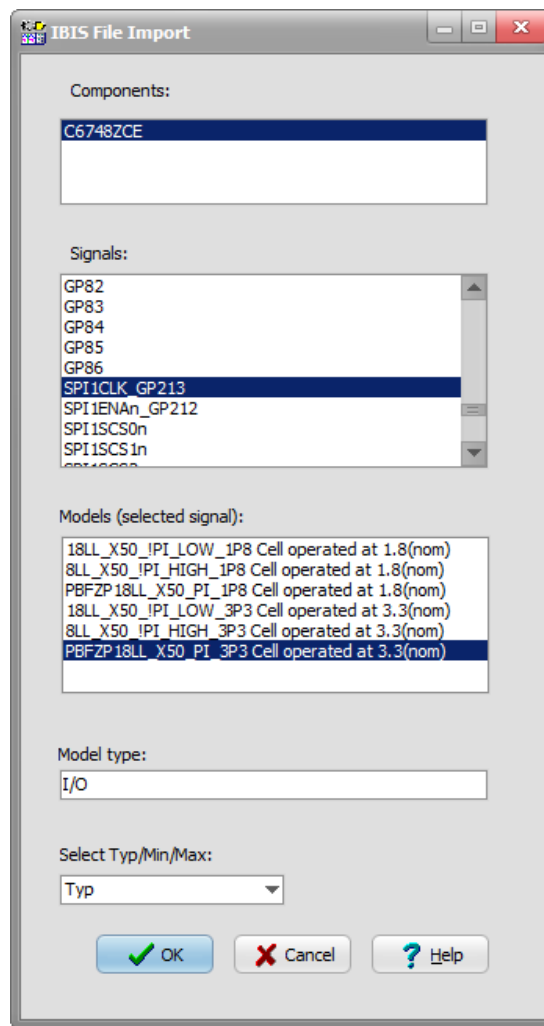 IBIS File Import
Components:
C6748ZCE
Signals:
GP82
GP83
GP84
GP85
GP86
SPI1CLK_GP213
SPI1ENAn_GP212
SPI1SCS0n
SPI1SCS1n
Models (selected signal):
18LL_X50_!PI_LOW_1P8 Cell operated at 1.8(nom)
8LL_X50_!PI_HIGH_1P8 Cell operated at 1.8(nom)
PBFZP18LL_X50_PI_1P8 Cell operated at 1.8(nom)
18LL_X50_!PI_LOW_3P3 Cell operated at 3.3(nom)
8LL_X50_!PI_HIGH_3P3 Cell operated at 3.3(nom)
PBFZP18LL_X50_PI_3P3 Cell operated at 3.3(nom)
Model type:
I/O
Select Typ/Min/Max:
Typ
OK Cancel Help